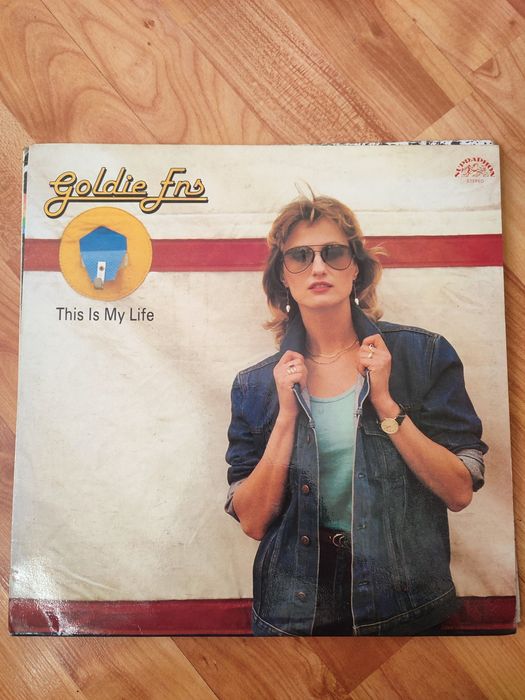 Goldie Ens
SUPRAPHON
STEREO
This Is My Life